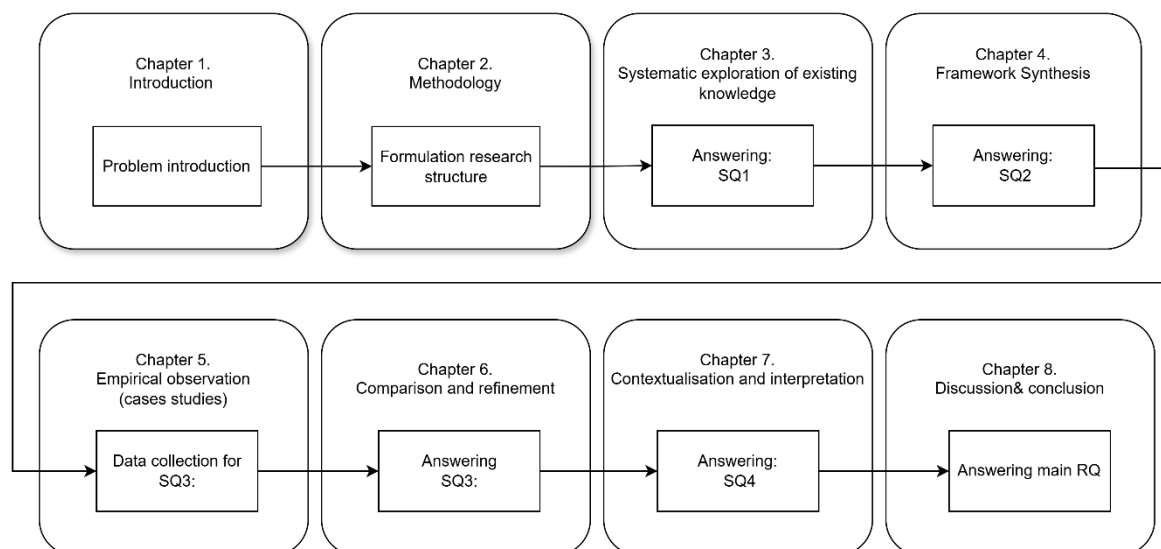 Chapter 1.
Introduction
Problem introduction
Chapter 2.
Methodology
Formulation research
structure
Chapter 3.
Systematic exploration of existing
knowledge
Answering:
SQ1
Chapter 4.
Framework Synthesis
Answering:
SQ2
Chapter 5.
Empirical observation
(cases studies)
Data collection for
SQ3:
Chapter 6.
Comparison and refinement
Answering
SQ3:
Chapter 7.
Contextualisation and interpretation
Answering:
SQ4
Chapter 8.
Discussion& conclusion
Answering main RQ